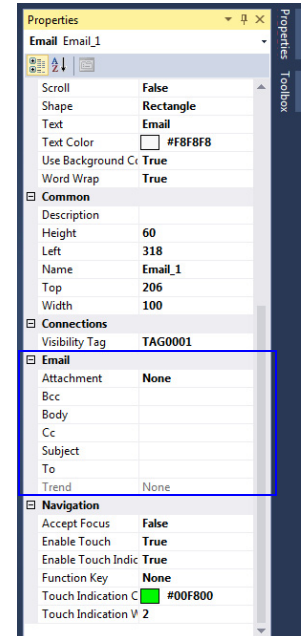 Properties
Email Email_1
Scroll False
Shape Rectangle
Text Email
Text Color #F8F8F8
Use Background Cc True
Word Wrap True
Common
Description
Height 60
Left 318
Name Email_1
Top 206
Width 100
Connections
Visibility Tag TAG0001
Email
Attachment None
Bcc
Body
Cc
Subject
To
Trend None
Navigation
Accept Focus False
Enable Touch True
Enable Touch Indic True
Function Key None
Touch Indication C #00F800
Touch Indication W 2
Properties
Toolbox